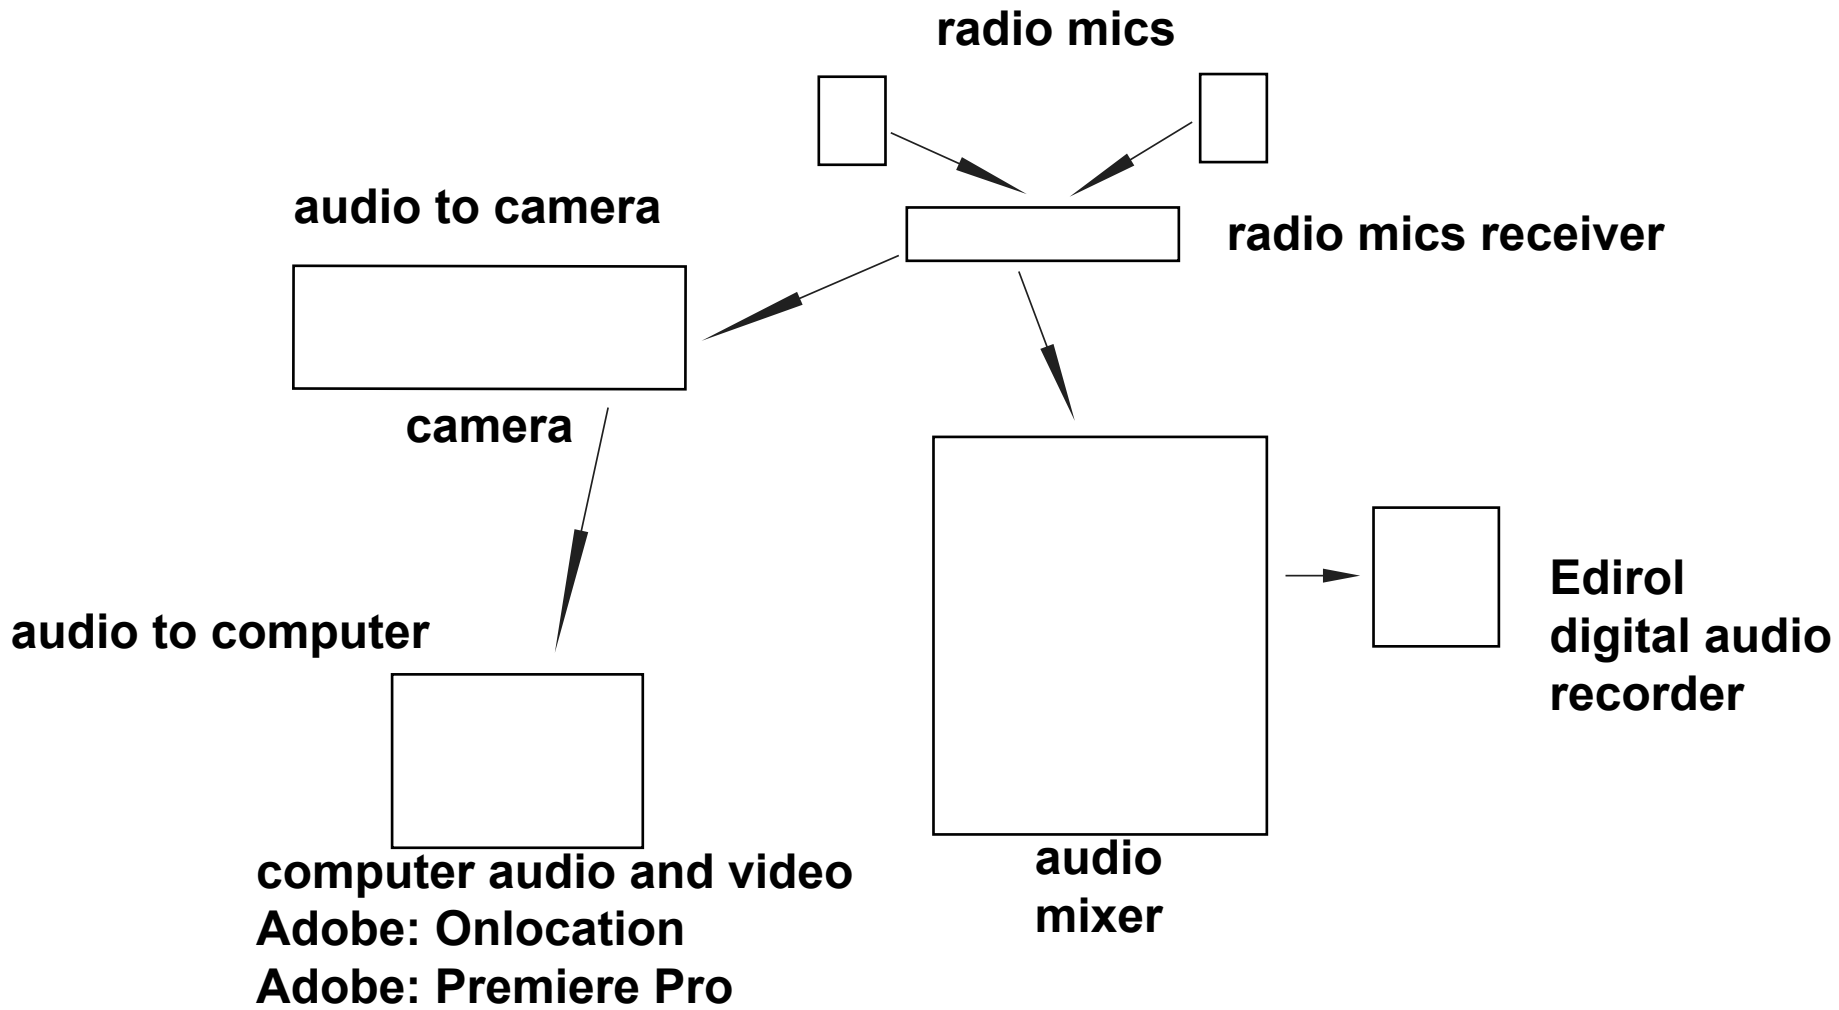 radio mics
audio to camera
radio mics receiver
camera
Edirol
digital audio
recorder
audio to computer
computer audio and video
Adobe: Onlocation
Adobe: Premiere Pro
audio
mixer